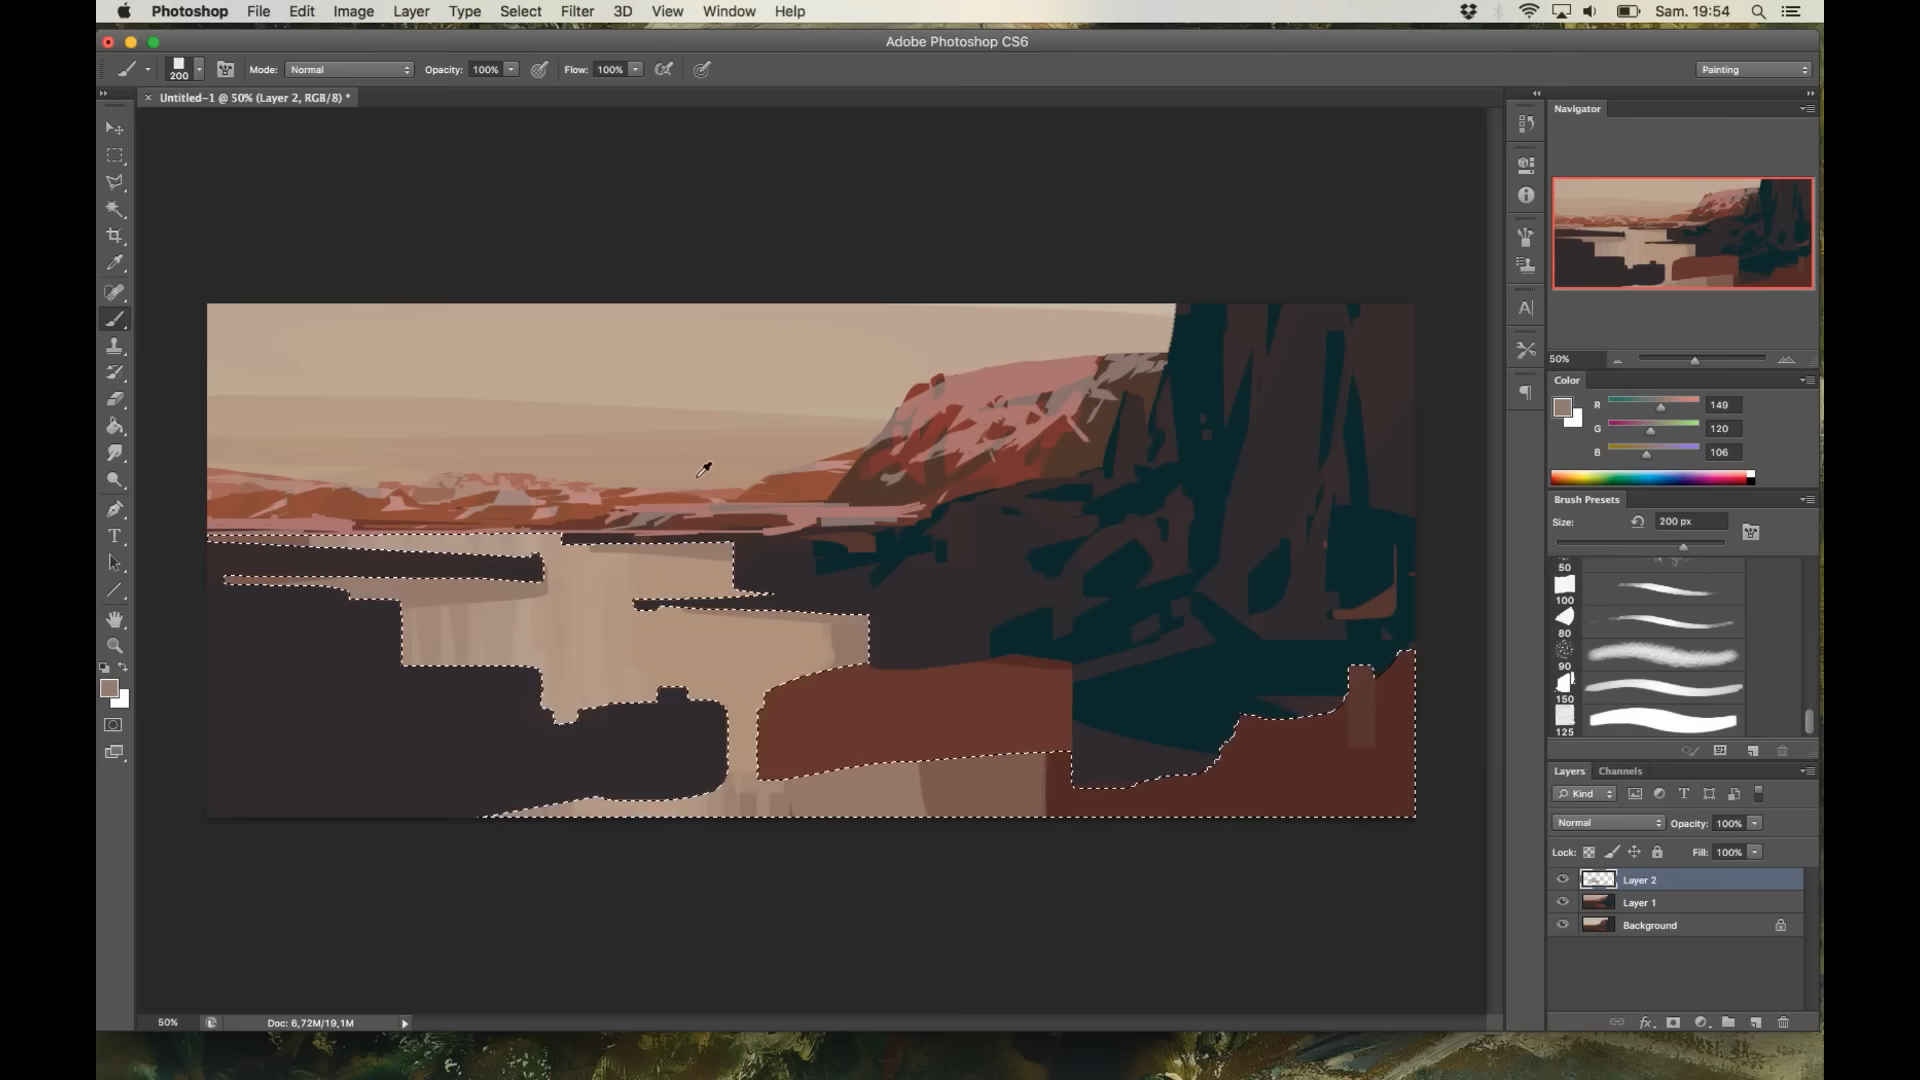 Photoshop File Edit Image Layer Type Select Filter 3D View Window Help Sam. 19:54
Adobe Photoshop CS6
200 Mode: Normal Opacity: 100% Flow: 100% Painting
Untitled-1 @ 50% (Layer 2, RGB/8) *
Navigator
50%
Color
R 149
G 120
B 106
Brush Presets
Size: 200 px
50
100
80
90
150
125
Layers Channels
Kind
Normal Opacity: 100%
Lock: Fill: 100%
Layer 2
Layer 1
Background
50% Doc: 6,72M/19,1M